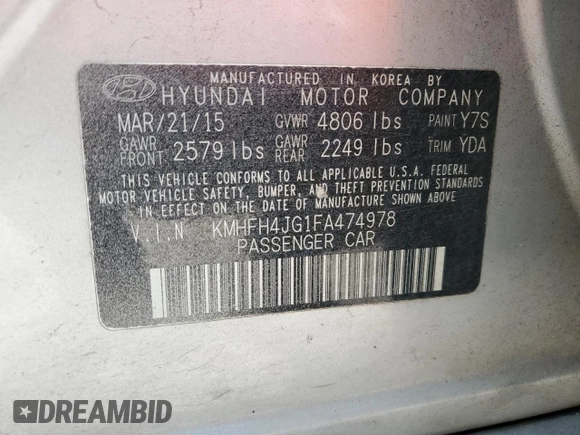 MANUFACTURED IN KOREA BY
HYUNDAI MOTOR COMPANY
MAR/21/15 GVWR 4806 lbs PAINT Y7S
GAWR FRONT 2579 lbs GAWR REAR 2249 lbs TRIM YDA
THIS VEHICLE CONFORMS TO ALL APPLICABLE U.S.A. FEDERAL
MOTOR VEHICLE SAFETY, BUMPER, AND THEFT PREVENTION STANDARDS
IN EFFECT ON THE DATE OF MANUFACTURE SHOWN ABOVE
V.I.N KMHFH4JG1FA474978
PASSENGER CAR
DREAMBID